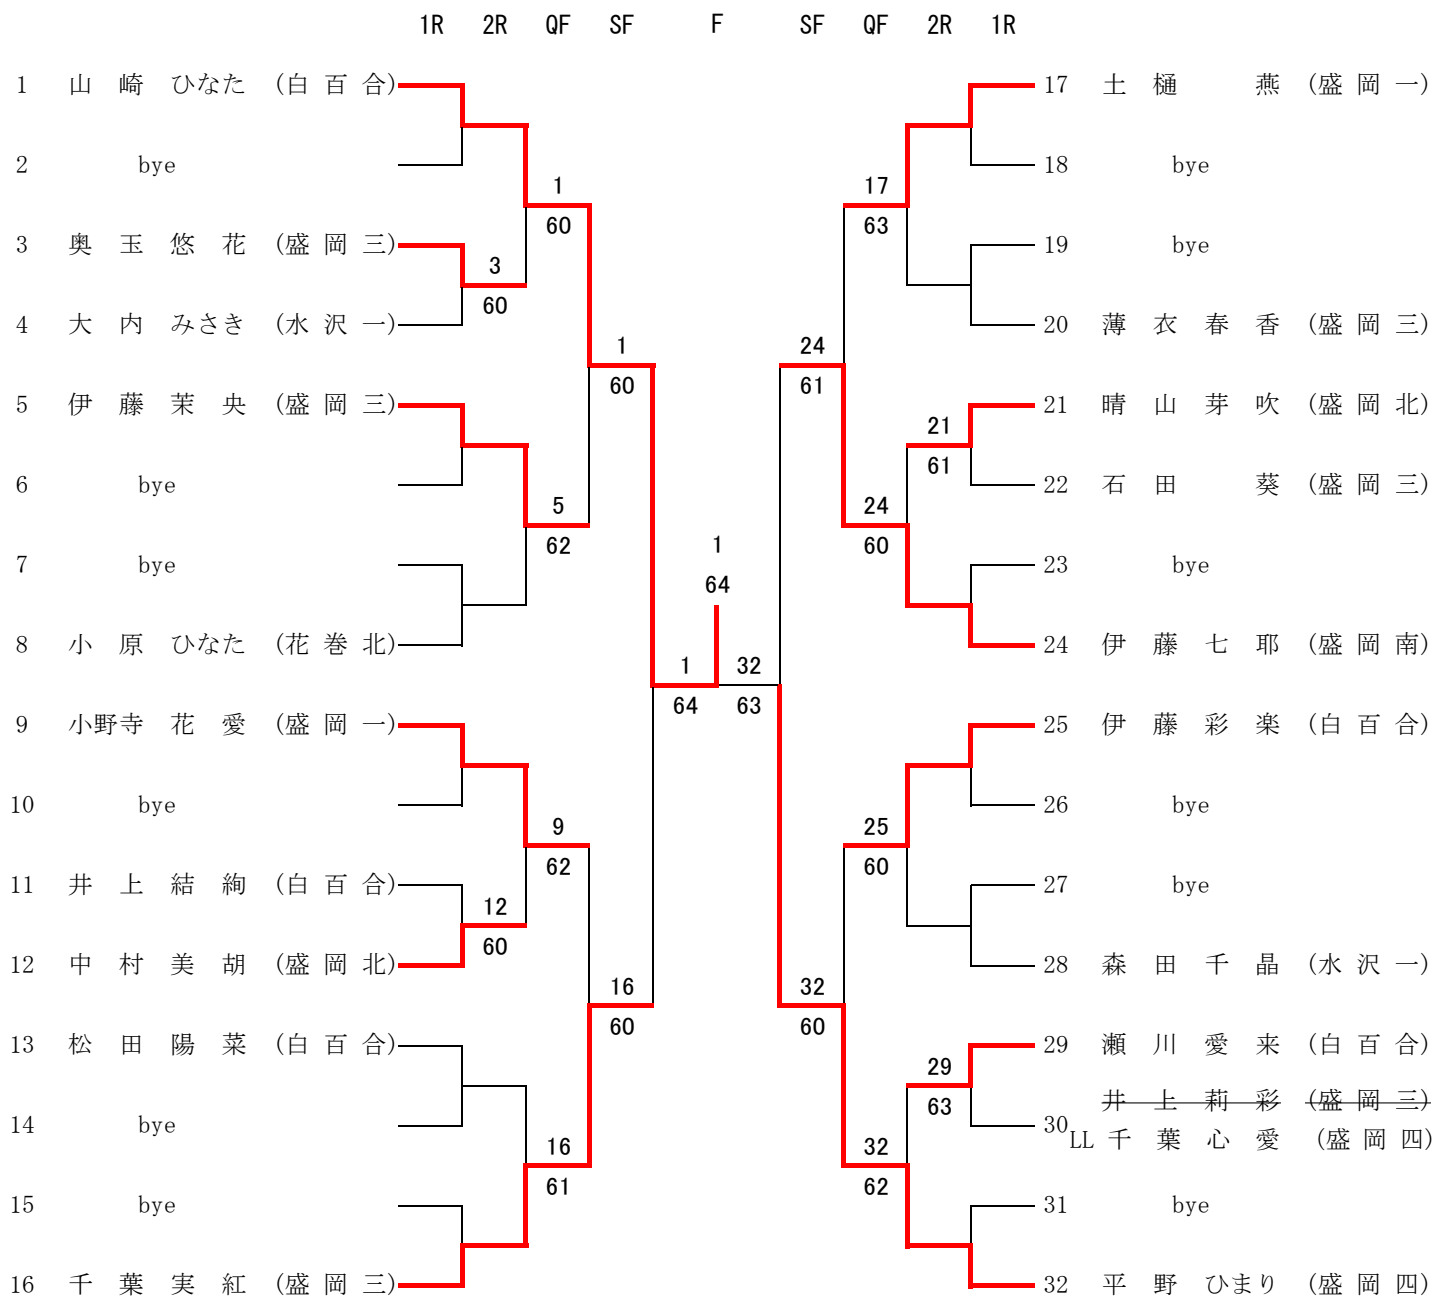 1R 2R QF SF F SF QF 2R 1R
1 山 崎 ひなた (白 百 合) 17 土 樋 燕 (盛 岡 一)
2 bye 18 bye
1 17
60 63
3 奥 玉 悠 花 (盛 岡 三) 19 bye
3
60
4 大 内 みさき (水 沢 一) 20 薄 衣 春 香 (盛 岡 三)
1 24
60 61
5 伊 藤 茉 央 (盛 岡 三) 21 晴 山 芽 吹 (盛 岡 北)
21
61
6 bye 22 石 田 葵 (盛 岡 三)
5 24
62 60
7 bye 1 23 bye
64
8 小 原 ひなた (花 巻 北) 24 伊 藤 七 耶 (盛 岡 南)
1 32
64 63
9 小野寺 花 愛 (盛 岡 一) 25 伊 藤 彩 楽 (白 百 合)
10 bye 26 bye
9 25
62 60
11 井 上 結 絢 (白 百 合) 27 bye
12
60
12 中 村 美 胡 (盛 岡 北) 28 森 田 千 晶 (水 沢 一)
16 32
60 60
13 松 田 陽 菜 (白 百 合) 29 瀬 川 愛 来 (白 百 合)
29
63
井 上 莉 彩 (盛 岡 三)
14 bye 30
LL 千 葉 心 愛 (盛 岡 四)
16 32
61 62
15 bye 31 bye
16 千 葉 実 紅 (盛 岡 三) 32 平 野 ひまり (盛 岡 四)